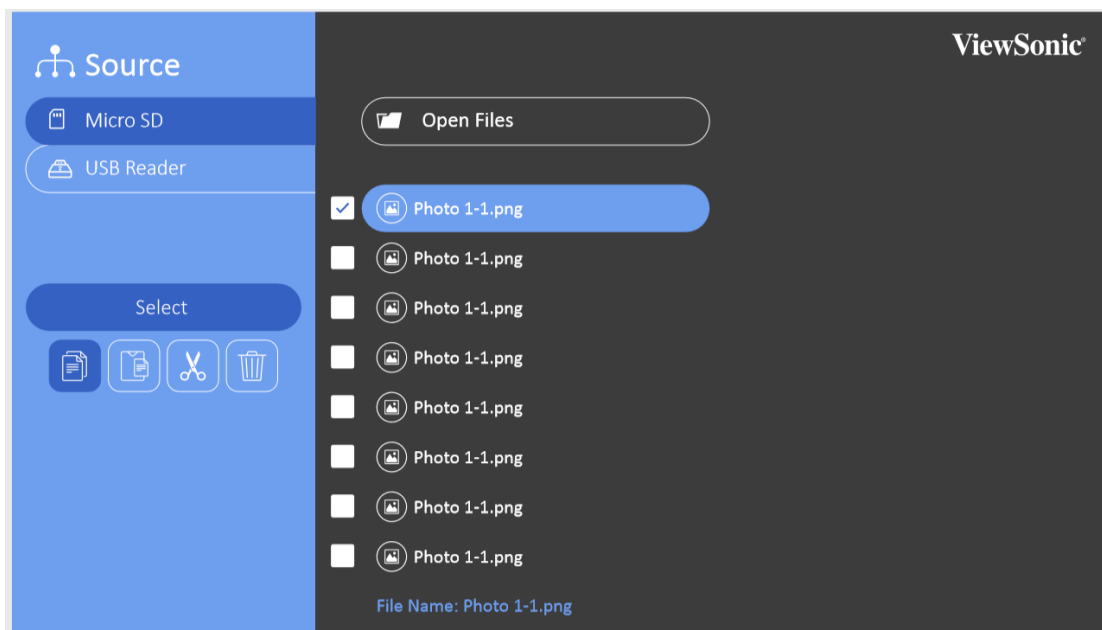 Source
Micro SD
USB Reader
Select
ViewSonic®
Open Files
Photo 1-1.png
Photo 1-1.png
Photo 1-1.png
Photo 1-1.png
Photo 1-1.png
Photo 1-1.png
Photo 1-1.png
Photo 1-1.png
File Name: Photo 1-1.png